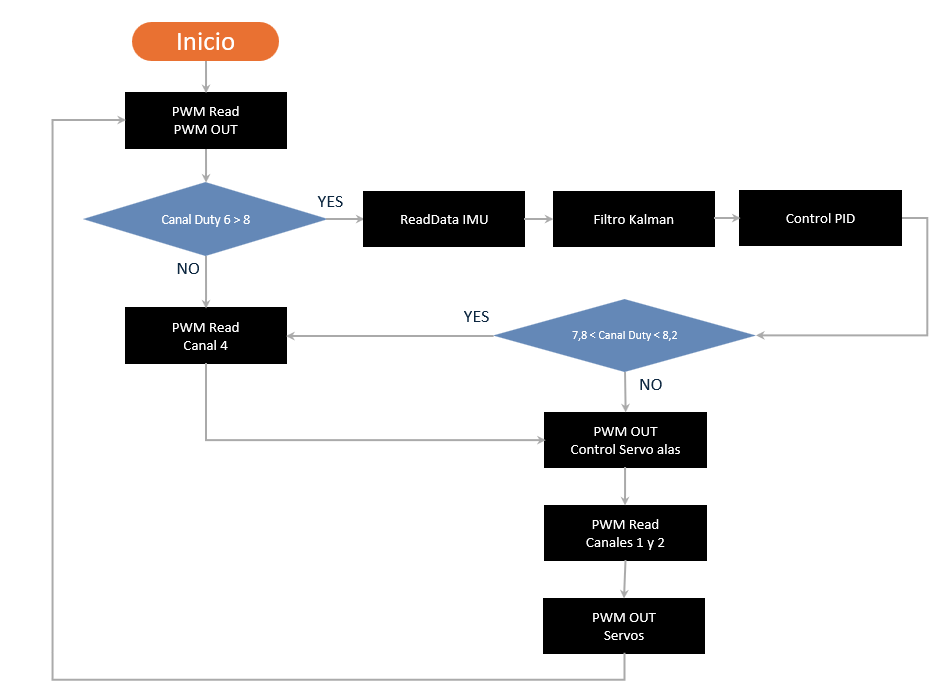 Inicio
PWM Read
PWM OUT
Canal Duty 6 > 8
YES
ReadData IMU
Filtro Kalman
Control PID
NO
PWM Read
Canal 4
YES
7,8 < Canal Duty < 8,2
NO
PWM OUT
Control Servo alas
PWM Read
Canales 1 y 2
PWM OUT
Servos